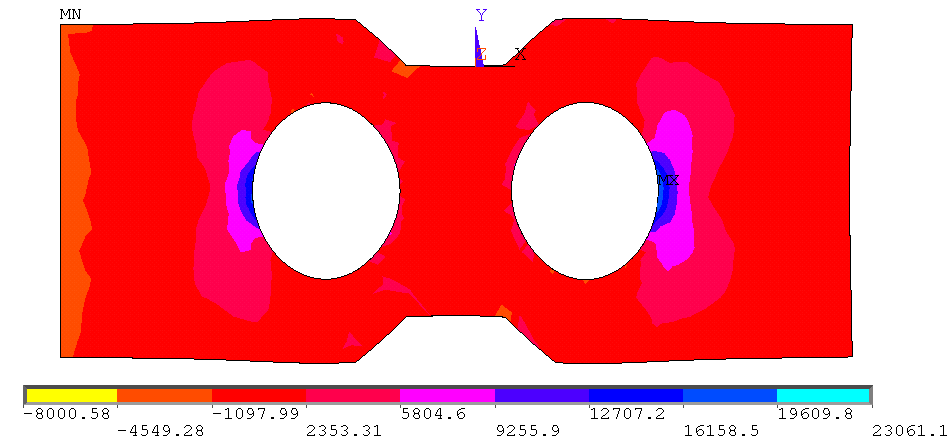 MN
Y
Z X
MX
-8000.58 -1097.99 5804.6 12707.2 19609.8
-4549.28 2353.31 9255.9 16158.5 23061.1